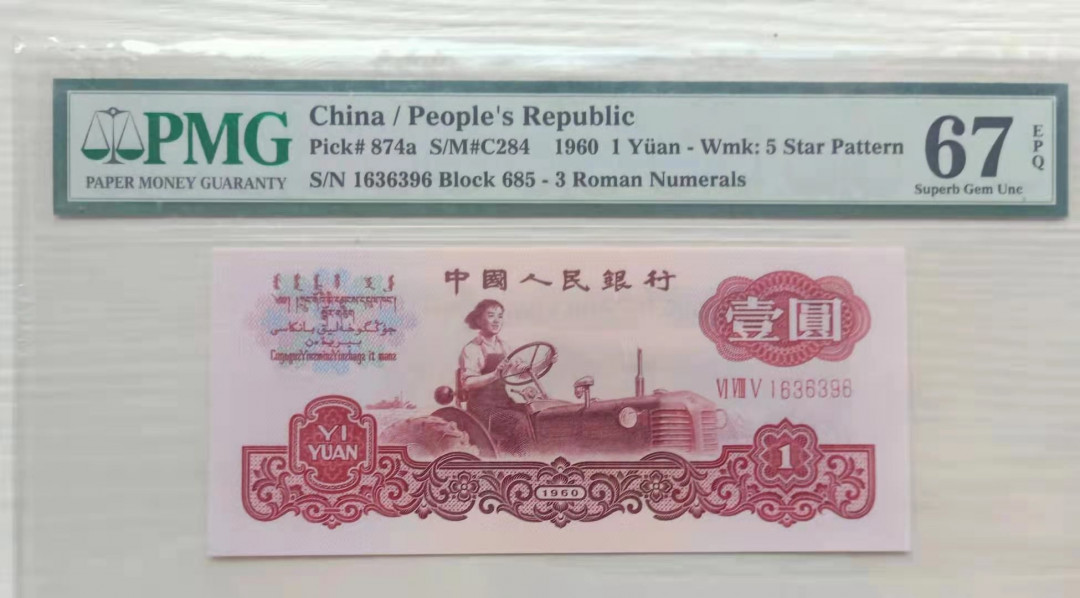 PMG
PAPER MONEY GUARANTY
China / People's Republic
Pick# 874a S/M#C284 1960 1 Yüan - Wmk: 5 Star Pattern
S/N 1636396 Block 685 - 3 Roman Numerals
67
EPQ
Superb Gem Unc
中國人民銀行
壹圓
VI VIII V 1636396
YI
YUAN
1
1960